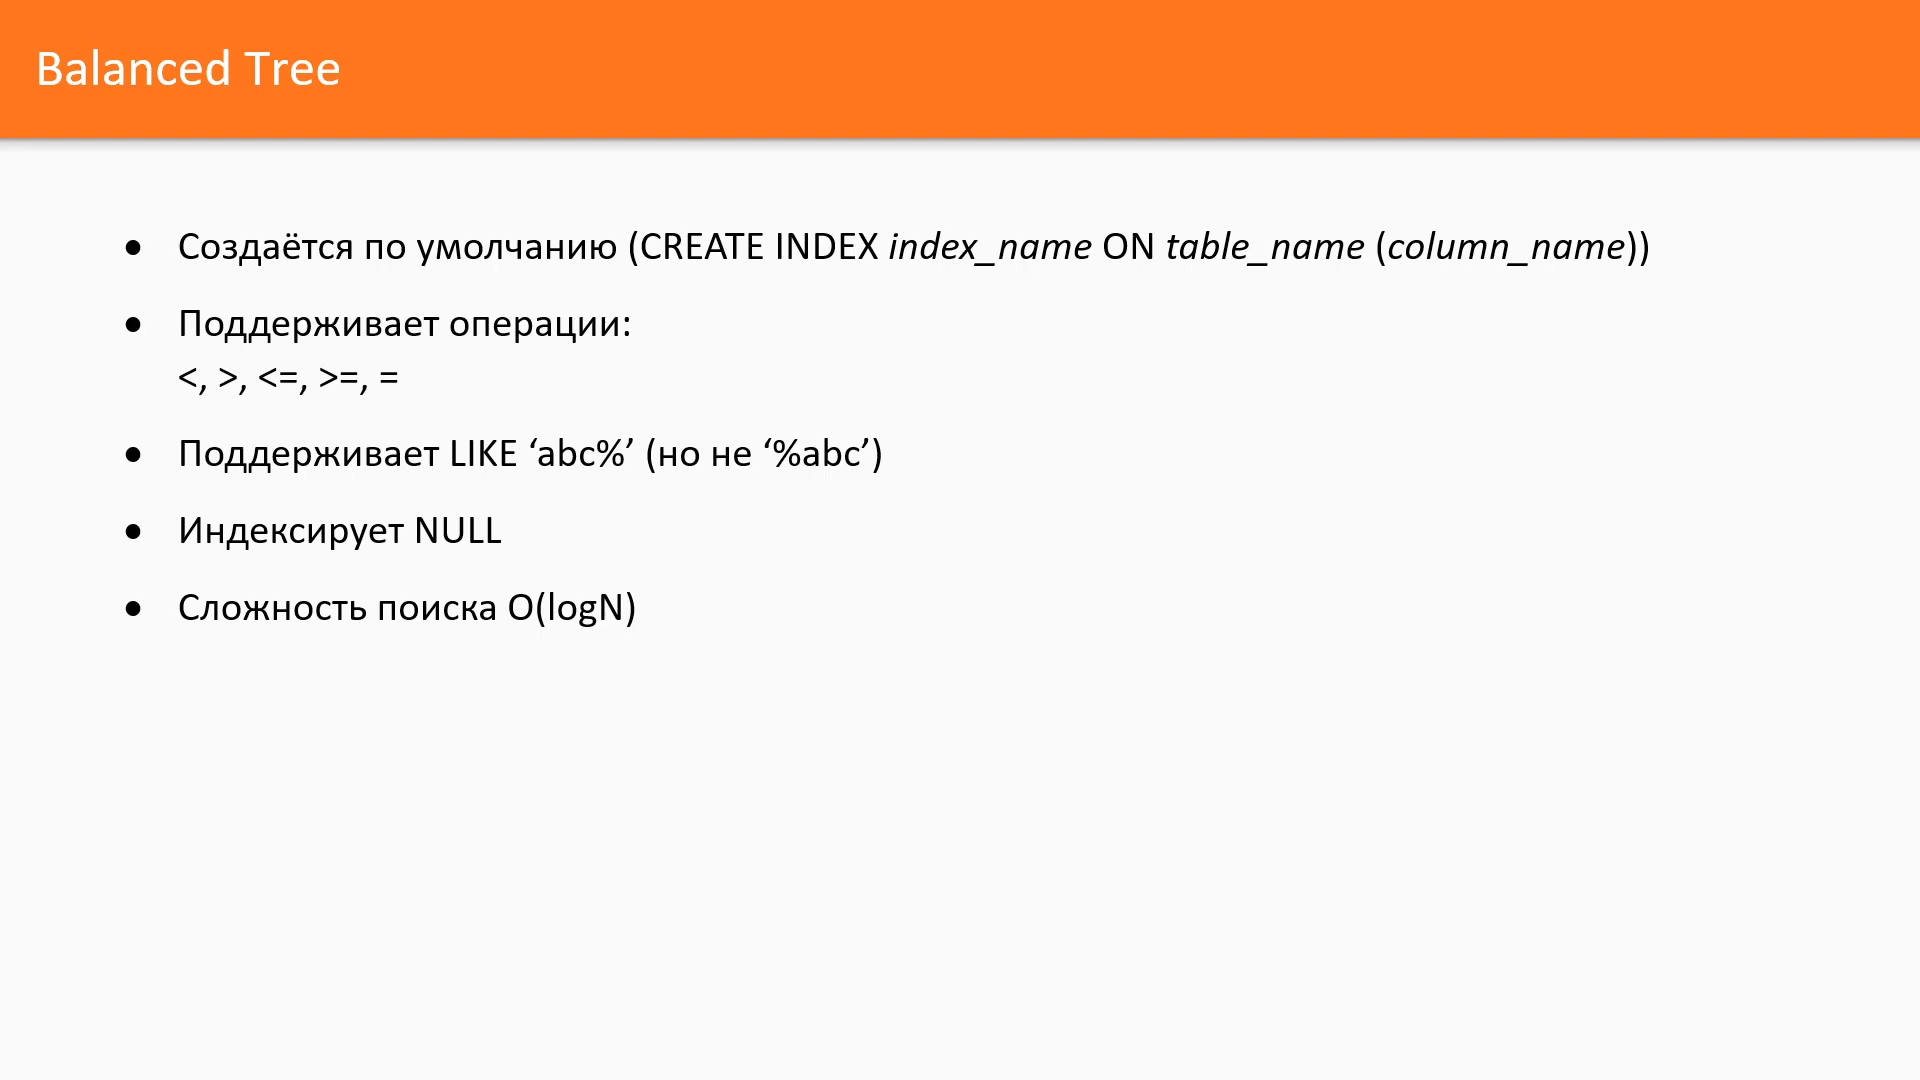 Balanced Tree
● Создаётся по умолчанию (CREATE INDEX index_name ON table_name (column_name))
● Поддерживает операции:
<, >, <=, >=, =
● Поддерживает LIKE ‘abc%’ (но не ‘%abc’)
● Индексирует NULL
● Сложность поиска O(logN)